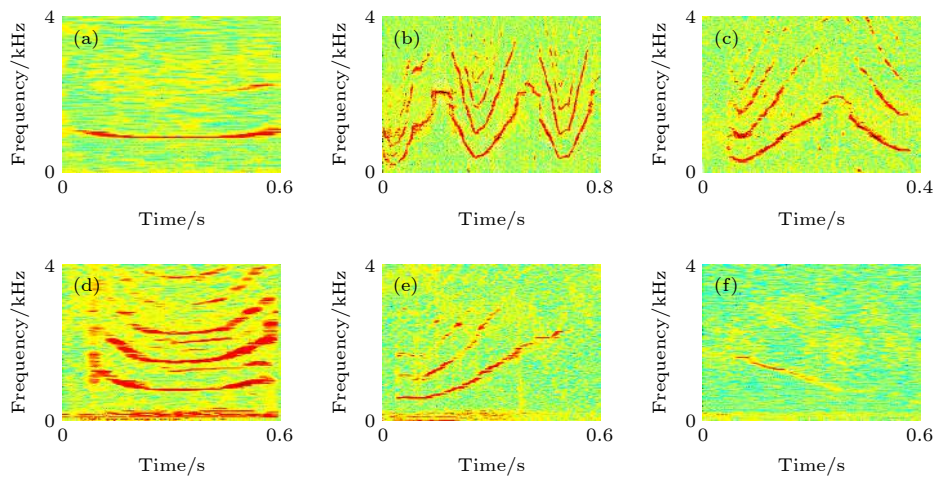 4 (a) 4 (b) 4 (c)
Frequency/kHz Frequency/kHz Frequency/kHz
0 0 0
0 0.6 0 0.8 0 0.4
Time/s Time/s Time/s
4 (d) 4 (e) 4 (f)
Frequency/kHz Frequency/kHz Frequency/kHz
0 0 0
0 0.6 0 0.6 0 0.6
Time/s Time/s Time/s